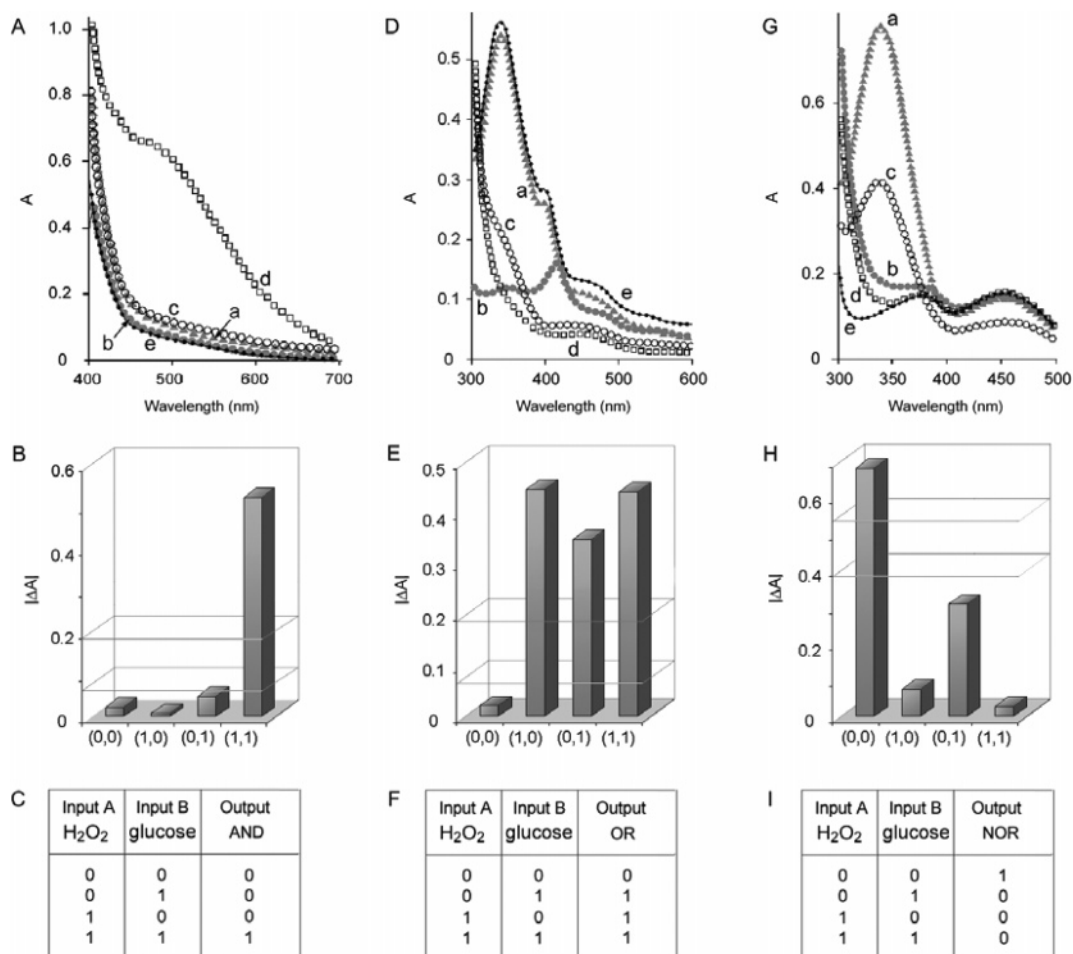 A
1.0
0.8
0.6
0.4
0.2
0
A
400 500 600 700
Wavelength (nm)
d
c
a
b
e
D
0.5
0.4
0.3
0.2
0.1
0
A
300 400 500 600
Wavelength (nm)
a
c
b
e
d
G
0.6
0.4
0.2
0
A
300 400 500
Wavelength (nm)
a
c
b
d
e
B
0.6
0.4
0.2
0
|ΔA|
(0,0) (1,0) (0,1) (1,1)
E
0.5
0.4
0.3
0.2
0.1
0
|ΔA|
(0,0) (1,0) (0,1) (1,1)
H
0.6
0.4
0.2
0
|ΔA|
(0,0) (1,0) (0,1) (1,1)
C
Input A Input B Output
H₂O₂ glucose AND
0 0 0
0 1 0
1 0 0
1 1 1
F
Input A Input B Output
H₂O₂ glucose OR
0 0 0
0 1 1
1 0 1
1 1 1
I
Input A Input B Output
H₂O₂ glucose NOR
0 0 1
0 1 0
1 0 0
1 1 0